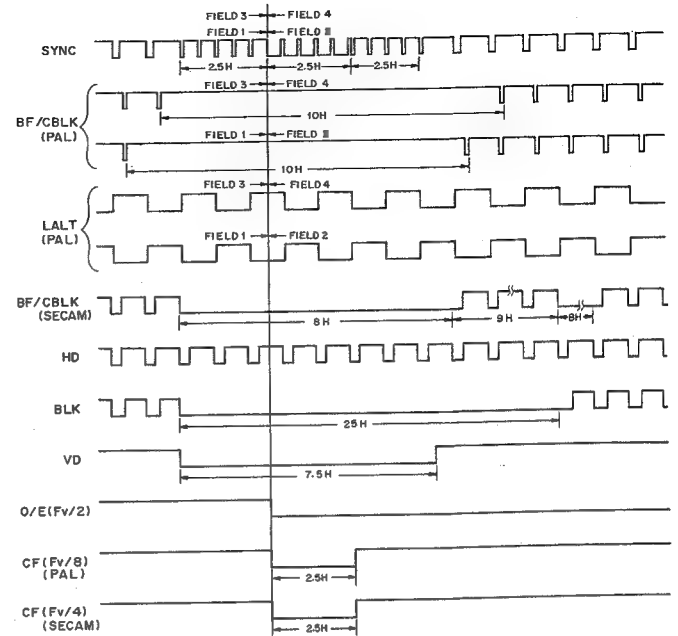 FIELD 3 FIELD 4
FIELD 1 FIELD II
SYNC
2.5H 2.5H 2.5H
FIELD 3 FIELD 4
10H
BF/CBLK
(PAL)
FIELD 1 FIELD II
10H
FIELD 3 FIELD 4
LALT
(PAL)
FIELD 1 FIELD 2
BF/CBLK
(SECAM)
8H 9H 8H
HD
BLK
25H
VD
7.5H
O/E(Fv/2)
CF(Fv/8)
(PAL)
2.5H
CF(Fv/4)
(SECAM)
2.5H